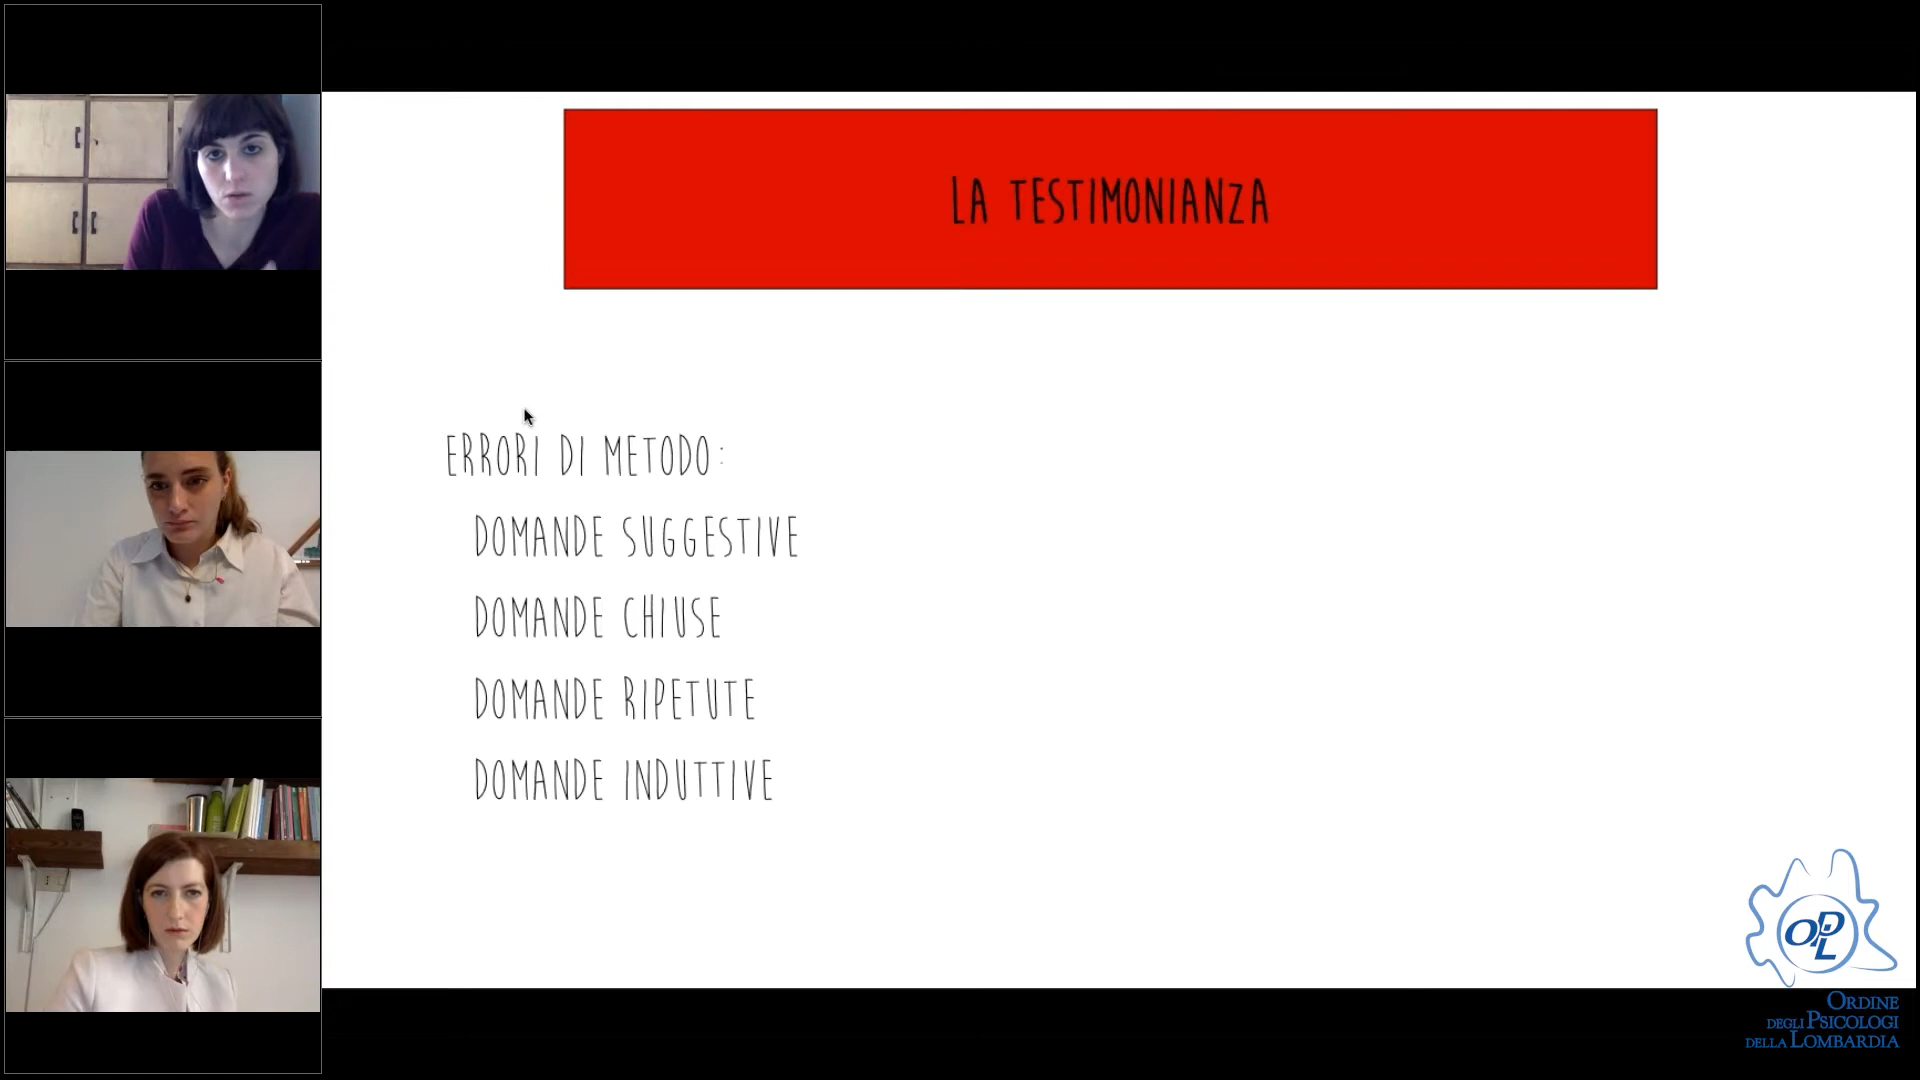 LA TESTIMONIANZA
ERRORI DI METODO:
DOMANDE SUGGESTIVE
DOMANDE CHIUSE
DOMANDE RIPETUTE
DOMANDE INDUTTIVE
OPL
ORDINE
DEGLI PSICOLOGI
DELLA LOMBARDIA